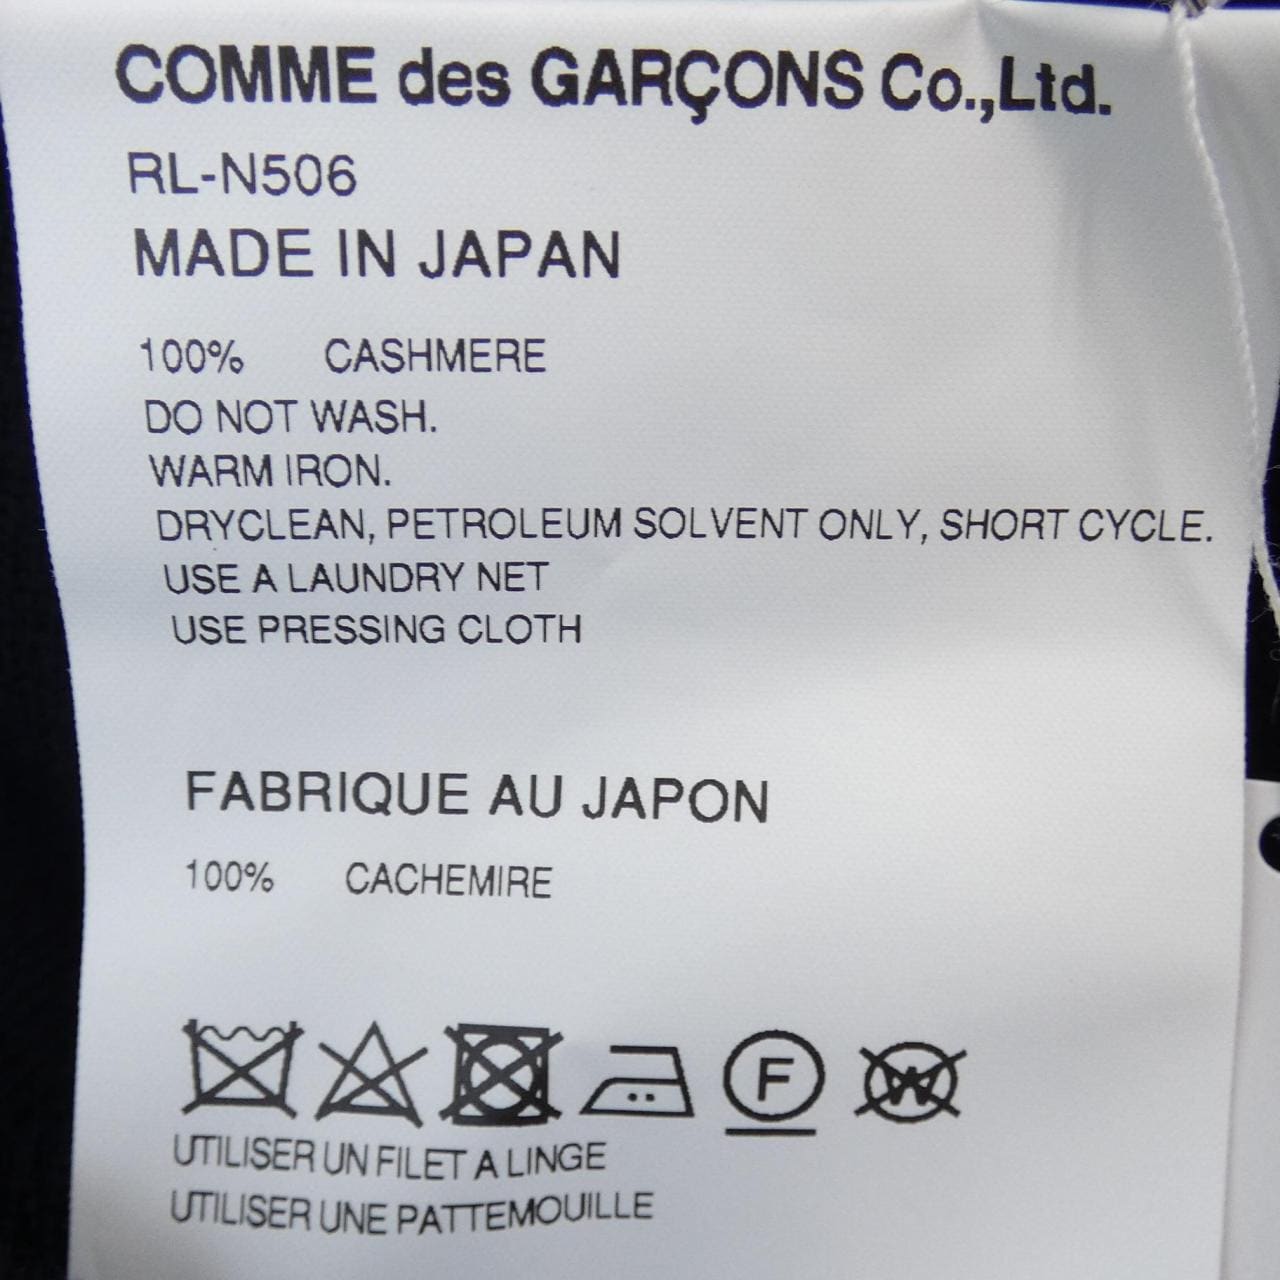 COMME des GARÇONS Co.,Ltd.
RL-N506
MADE IN JAPAN
100% CASHMERE
DO NOT WASH.
WARM IRON.
DRYCLEAN, PETROLEUM SOLVENT ONLY, SHORT CYCLE.
USE A LAUNDRY NET
USE PRESSING CLOTH
FABRIQUE AU JAPON
100% CACHEMIRE
F W
UTILISER UN FILET A LINGE
UTILISER UNE PATTEMOUILLE